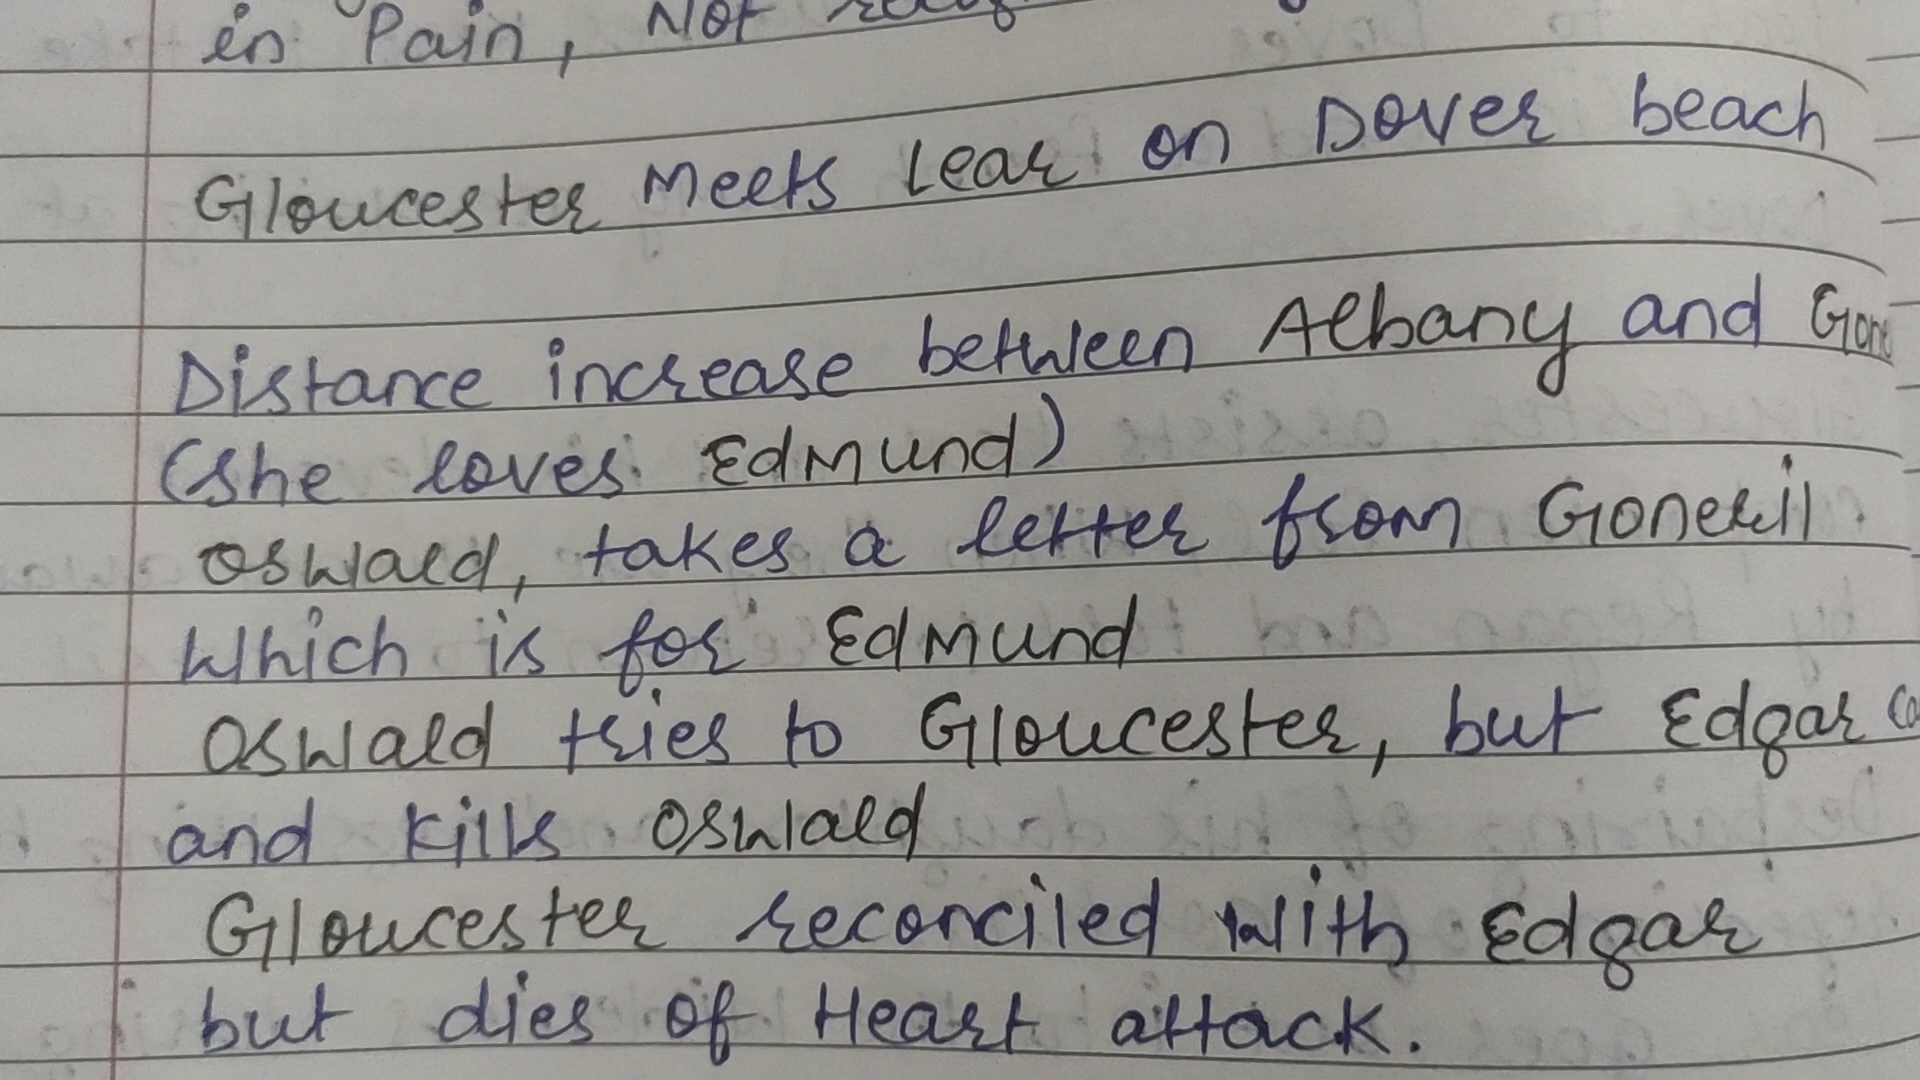 in Pain, Not
Gloucester Meets Lear on Dover beach
Distance increase between Albany and
(she loves Edmund)
Oswald, takes a letter from Goneril
Which is for Edmund
Oswald tries to Gloucester, but Edgar
and kills Oswald
Gloucester reconciled with Edgar
but dies of Heart attack.